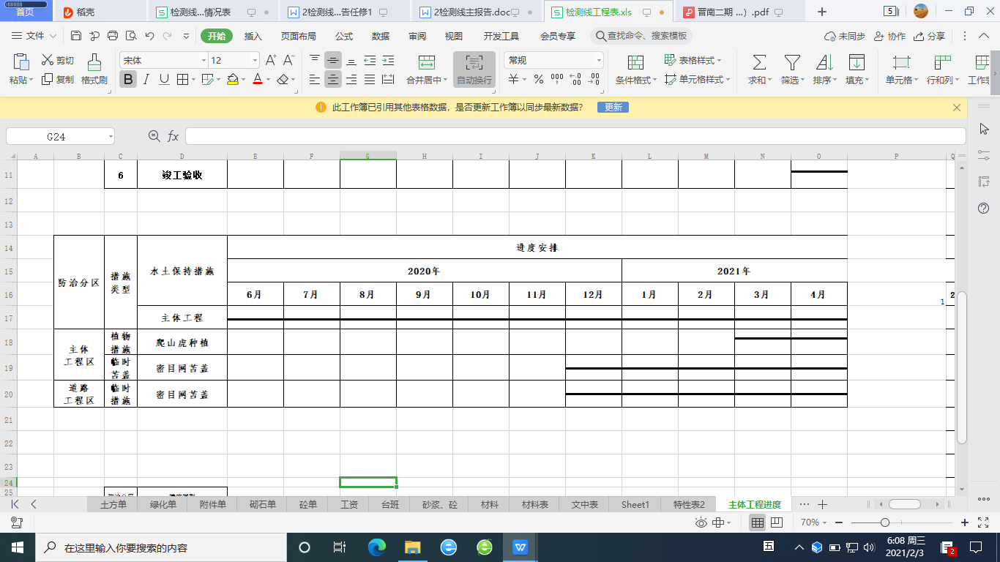 首页 稻壳 检测线...情况表 2检测线...告任修1 2检测线主报告.doc 检测线工程表.xls 晋南二期 ...）.pdf 5
文件 开始 插入 页面布局 公式 数据 审阅 视图 开发工具 会员专享 查找命令、搜索模板 未同步 协作 分享
粘贴 剪切 复制 格式刷 宋体 12 合并居中 自动换行 常规 条件格式 表格样式 单元格样式 求和 筛选 排序 填充 单元格 行和列
此工作簿已引用其他表格数据，是否更新工作簿以同步最新数据？ 更新
G24 fx
A B C D E F G H I J K L M N O P Q
11 6 竣工验收
12
13
14 进度安排
15 防治分区 措施类型 水土保持措施 2020年 2021年
16 6月 7月 8月 9月 10月 11月 12月 1月 2月 3月 4月 1 2
17 主体工程
18 主体工程区 植物措施 爬山虎种植
19 临时苫盖 密目网苫盖
20 道路工程区 临时措施 密目网苫盖
21
22
23
24
25
土方单 绿化单 附件单 砌石单 砼单 工资 台班 砂浆、砼 材料 材料表 文中表 Sheet1 特性表2 主体工程进度 ···
70%
在这里输入你要搜索的内容 五 6:08 周三
2021/2/3 2